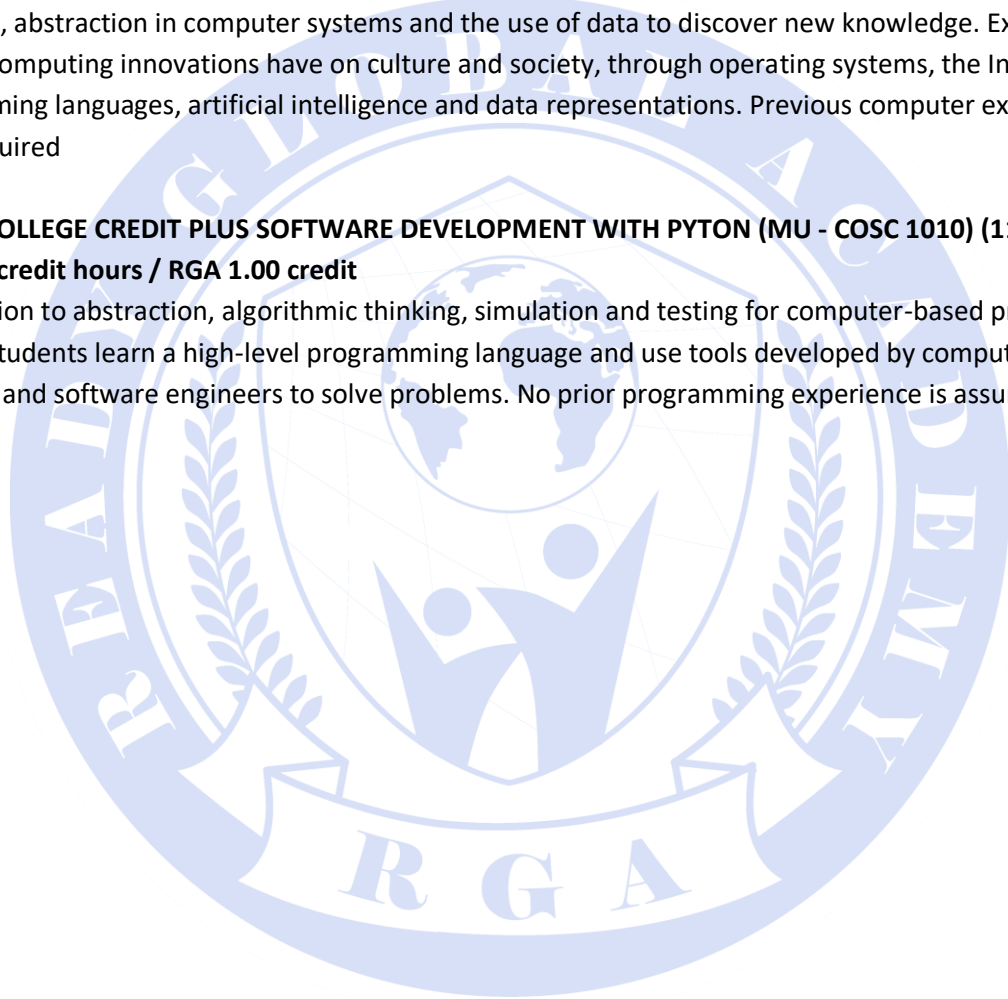 , abstraction in computer systems and the use of data to discover new knowledge. Ex
omputing innovations have on culture and society, through operating systems, the In
ming languages, artificial intelligence and data representations. Previous computer ex
uired
OLLEGE CREDIT PLUS SOFTWARE DEVELOPMENT WITH PYTON (MU - COSC 1010) (11
credit hours / RGA 1.00 credit
ion to abstraction, algorithmic thinking, simulation and testing for computer-based p
tudents learn a high-level programming language and use tools developed by comput
and software engineers to solve problems. No prior programming experience is assu
READY GLOBAL ACADEMY
RGA